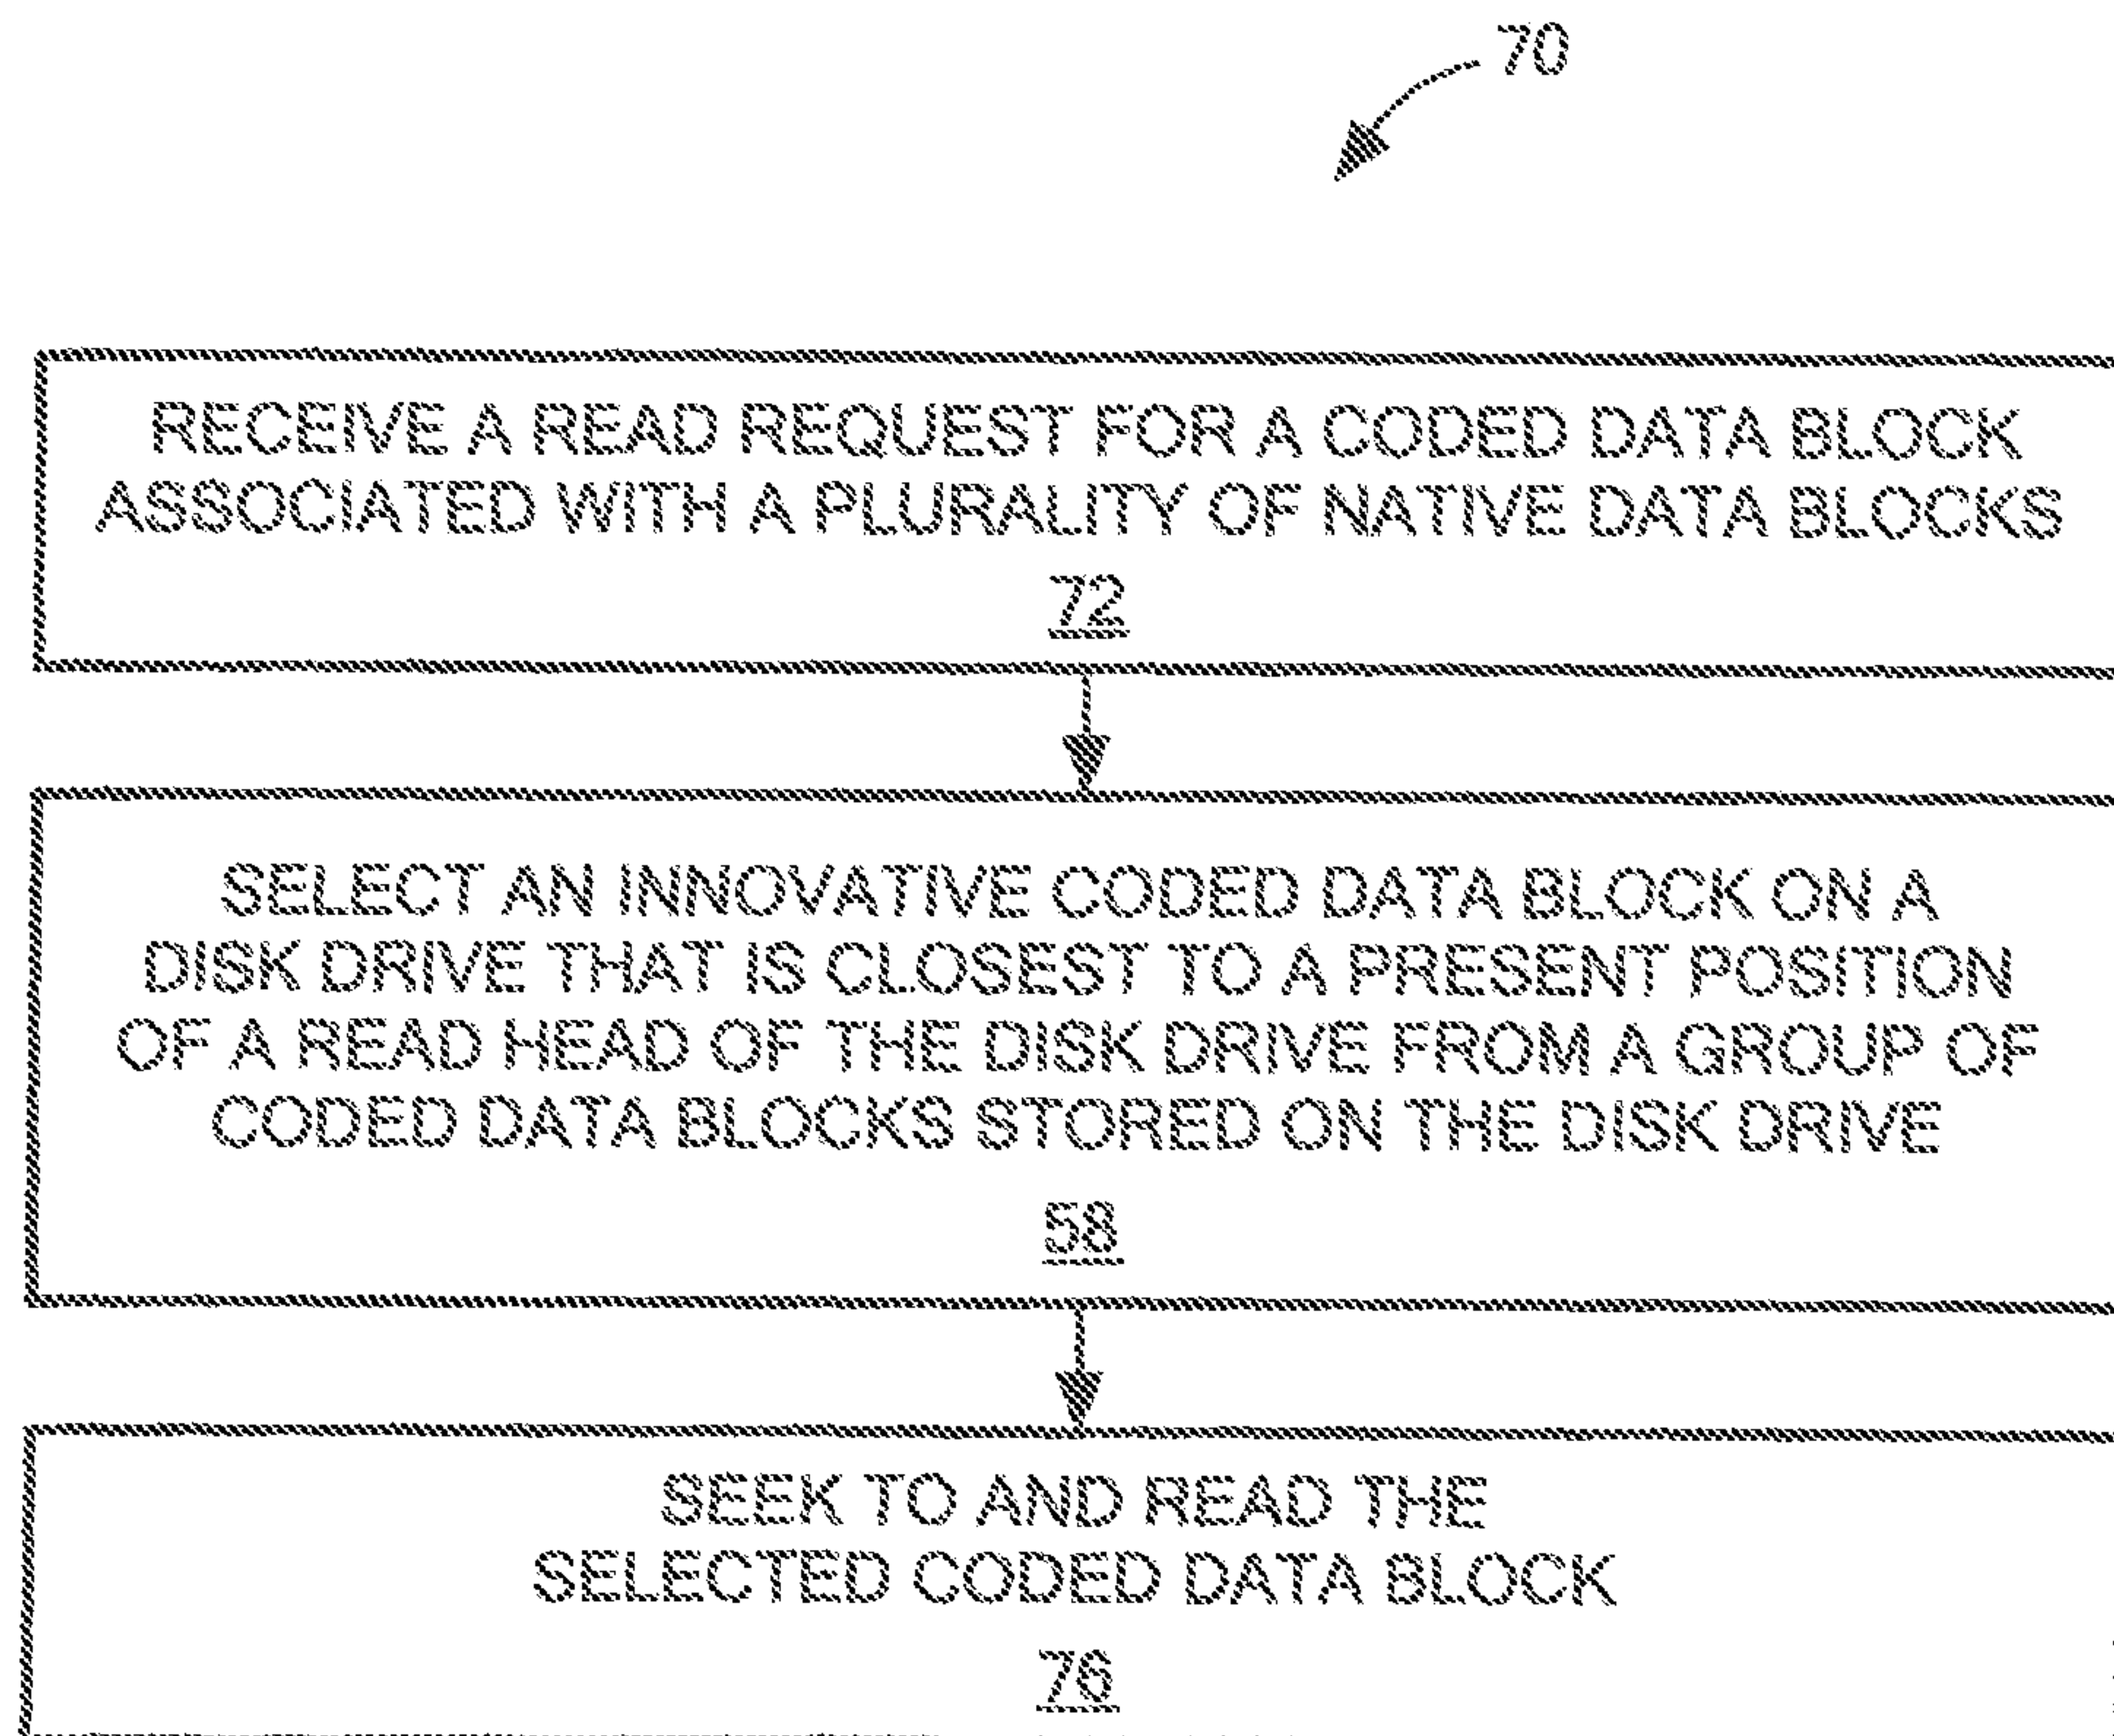 70
RECEIVE A READ REQUEST FOR A CODED DATA BLOCK
ASSOCIATED WITH A PLURALITY OF NATIVE DATA BLOCKS
72
SELECT AN INNOVATIVE CODED DATA BLOCK ON A
DISK DRIVE THAT IS CLOSEST TO A PRESENT POSITION
OF A READ HEAD OF THE DISK DRIVE FROM A GROUP OF
CODED DATA BLOCKS STORED ON THE DISK DRIVE
58
SEEK TO AND READ THE
SELECTED CODED DATA BLOCK
76